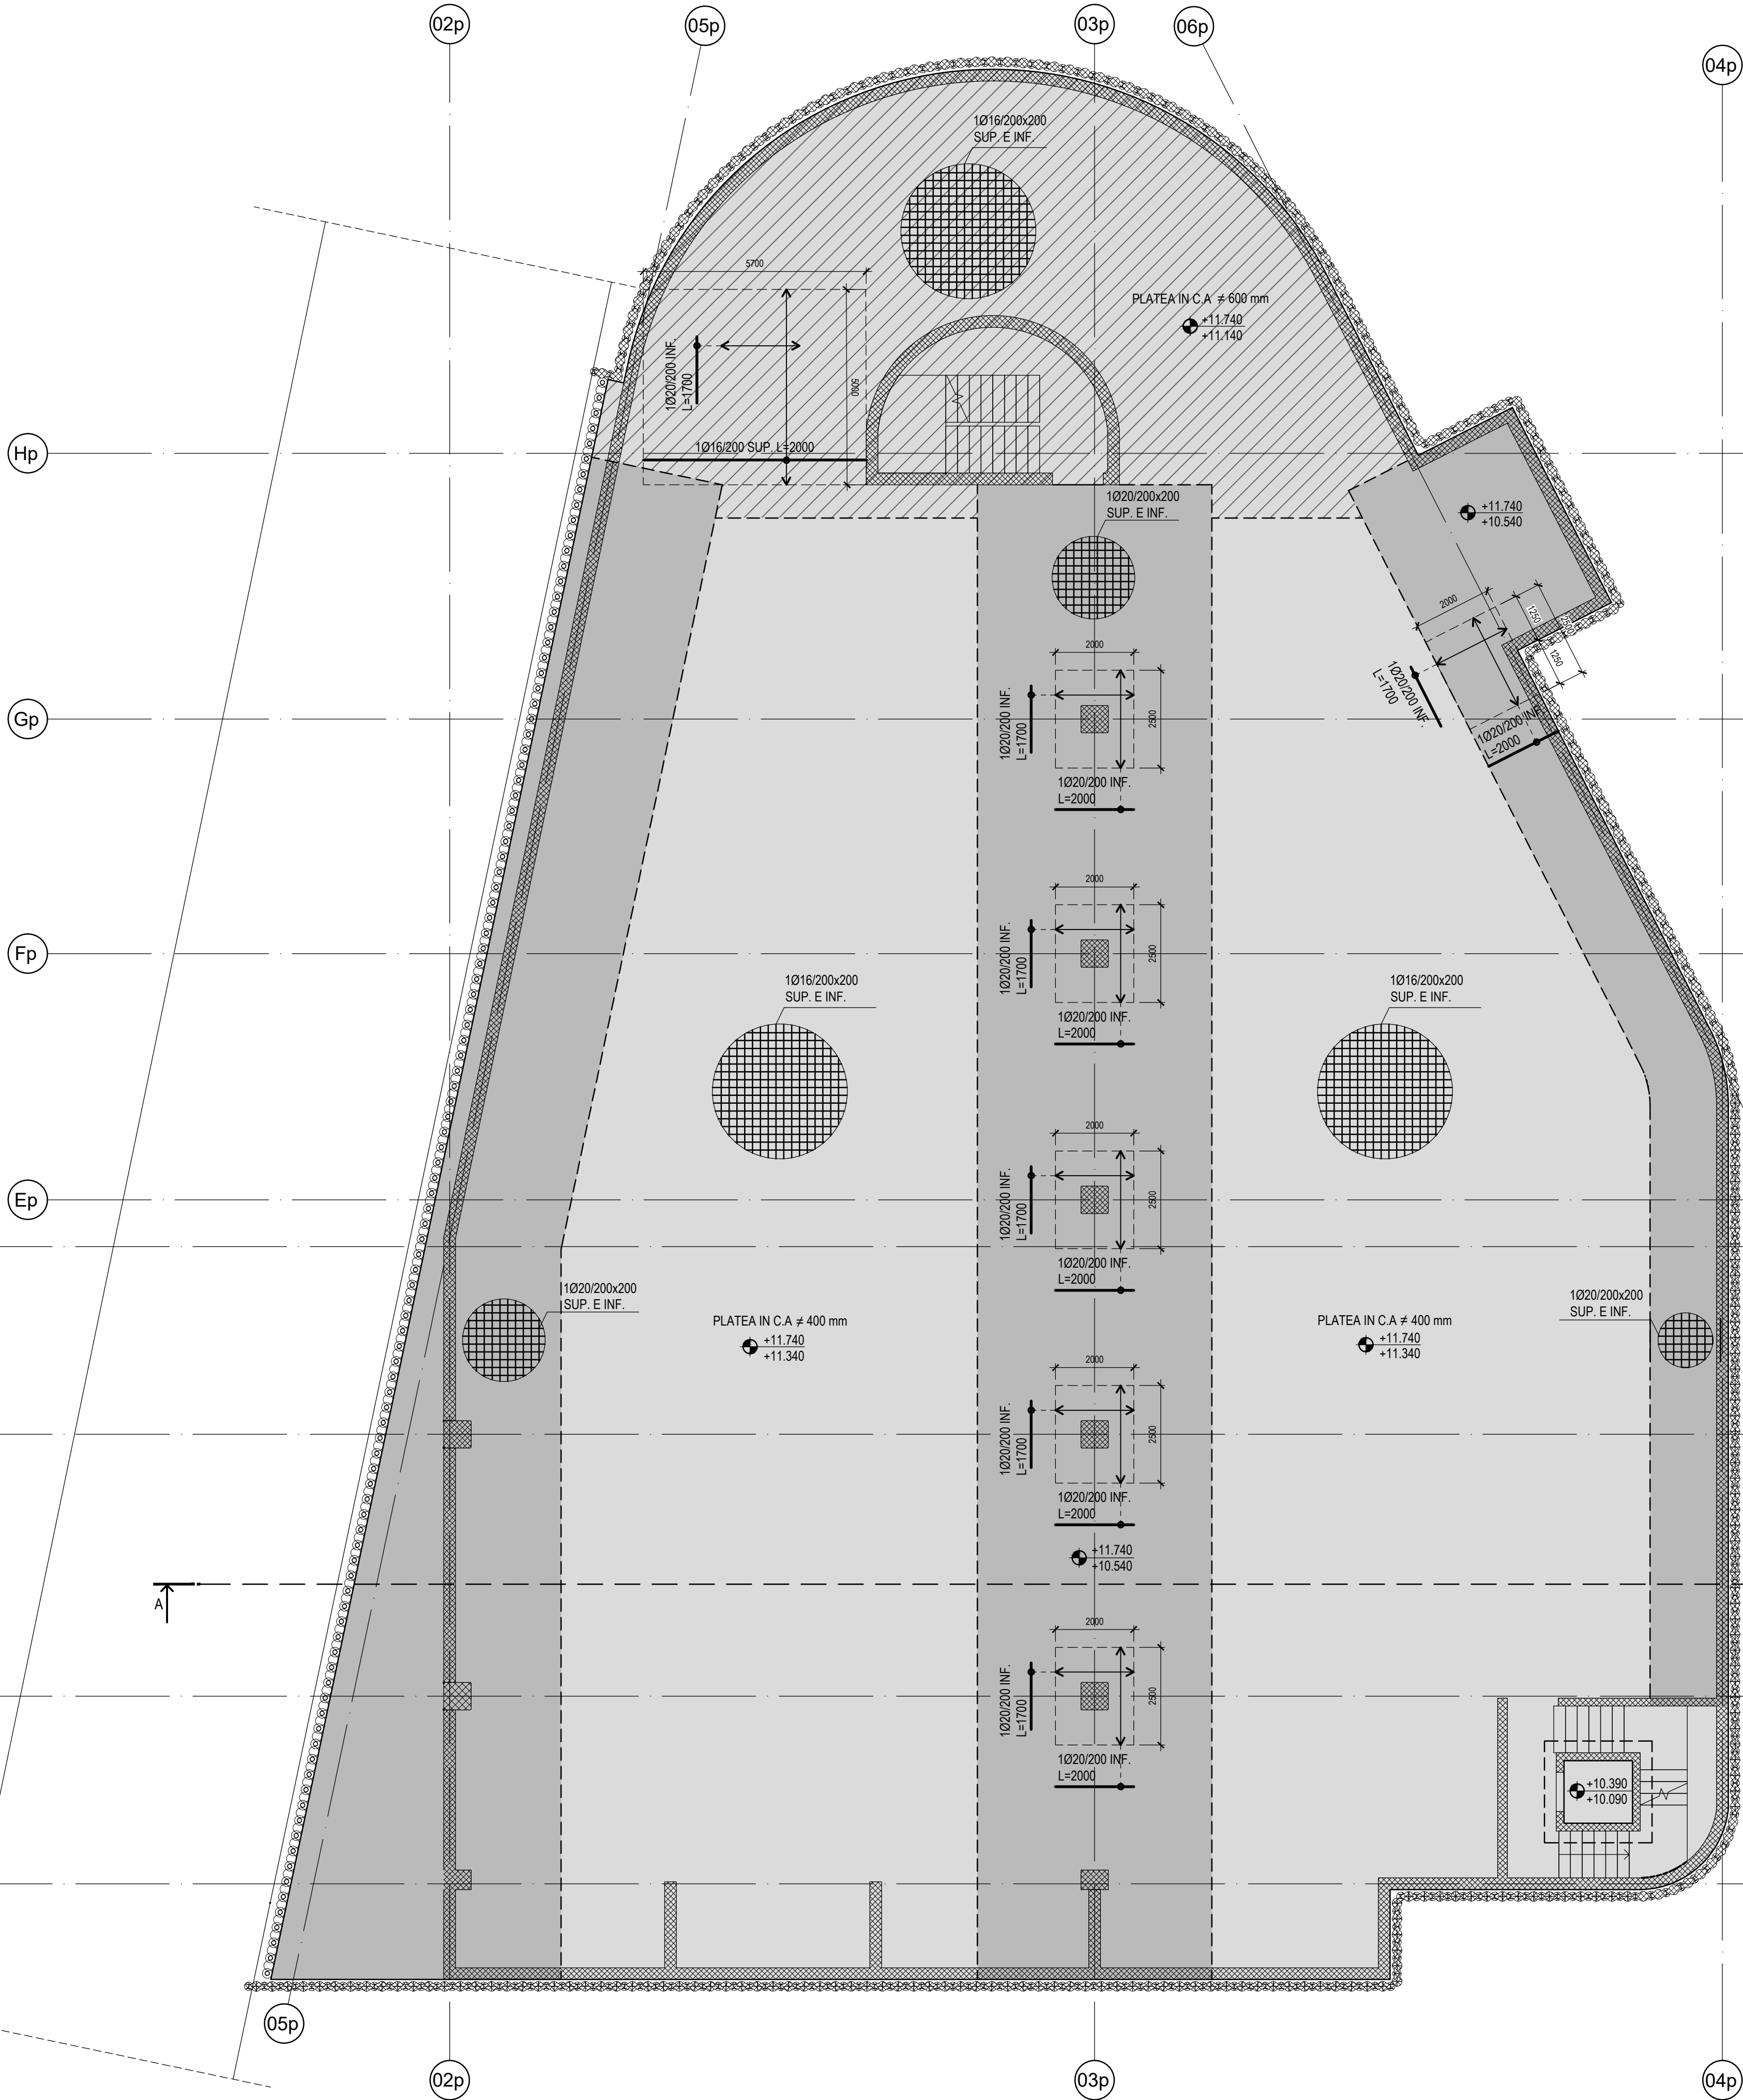 02p
05p
03p
06p
04p
1Ø16/200x200
SUP. E INF.
5700
PLATEA IN C.A ≠ 600 mm
+11.740
+11.140
1Ø20/200 INF.
L=1700
5000
1Ø16/200 SUP. L=2000
Hp
1Ø20/200x200
SUP. E INF.
+11.740
+10.540
2000
1250
2500
1250
1Ø20/200 INF.
L=1700
1Ø20/200 INF.
L=2000
Gp
2000
1Ø20/200 INF.
L=1700
2500
1Ø20/200 INF.
L=2000
Fp
2000
1Ø20/200 INF.
L=1700
2500
1Ø20/200 INF.
L=2000
1Ø16/200x200
SUP. E INF.
1Ø16/200x200
SUP. E INF.
Ep
2000
1Ø20/200 INF.
L=1700
2500
1Ø20/200 INF.
L=2000
1Ø20/200x200
SUP. E INF.
1Ø20/200x200
SUP. E INF.
PLATEA IN C.A ≠ 400 mm
+11.740
+11.340
PLATEA IN C.A ≠ 400 mm
+11.740
+11.340
2000
1Ø20/200 INF.
L=1700
2500
1Ø20/200 INF.
L=2000
+11.740
+10.540
A
2000
1Ø20/200 INF.
L=1700
2500
1Ø20/200 INF.
L=2000
+10.390
+10.090
05p
02p
03p
04p